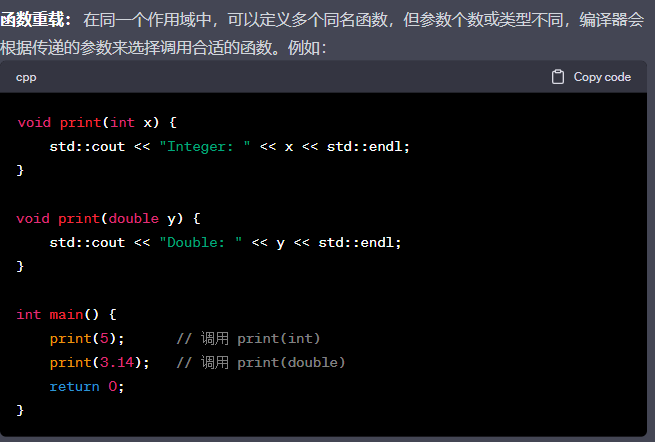 函数重载： 在同一个作用域中，可以定义多个同名函数，但参数个数或类型不同，编译器会
根据传递的参数来选择调用合适的函数。例如：
cpp Copy code
void print(int x) {
    std::cout << "Integer: " << x << std::endl;
}
void print(double y) {
    std::cout << "Double: " << y << std::endl;
}
int main() {
    print(5);      // 调用 print(int)
    print(3.14);   // 调用 print(double)
    return 0;
}